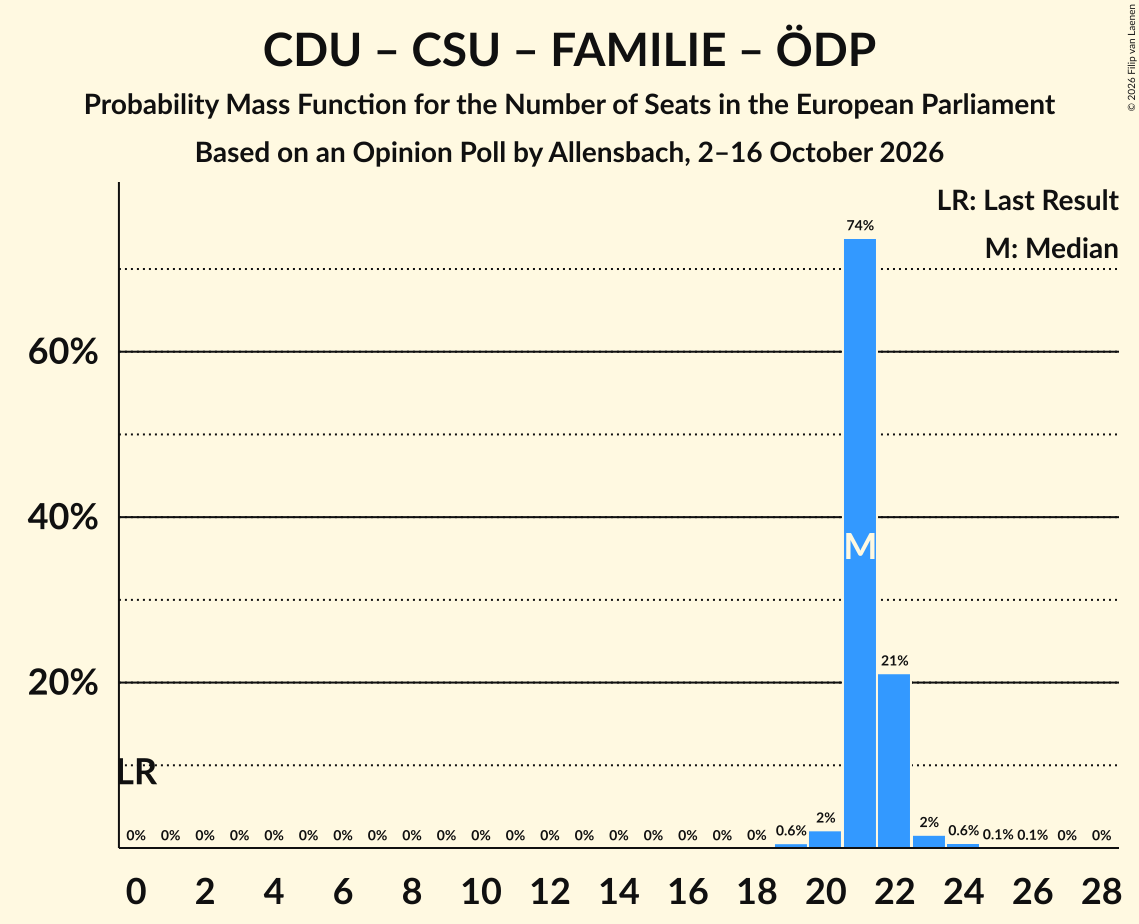 CDU – CSU – FAMILIE – ÖDP
Probability Mass Function for the Number of Seats in the European Parliament
Based on an Opinion Poll by Allensbach, 2–16 October 2026
© 2026 Filip van Laenen
LR: Last Result
M: Median
74%
60%
40%
M
21%
20%
LR
0% 0% 0% 0% 0% 0% 0% 0% 0% 0% 0% 0% 0% 0% 0% 0% 0% 0% 0% 0.6% 2% 2% 0.6% 0.1% 0.1% 0% 0%
0 2 4 6 8 10 12 14 16 18 20 22 24 26 28